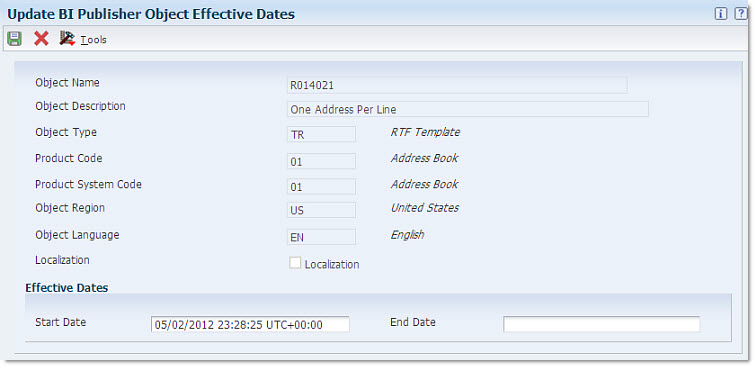 Update BI Publisher Object Effective Dates
Tools
Object Name R014021
Object Description One Address Per Line
Object Type TR RTF Template
Product Code 01 Address Book
Product System Code 01 Address Book
Object Region US United States
Object Language EN English
Localization Localization
Effective Dates
Start Date 05/02/2012 23:28:25 UTC+00:00 End Date